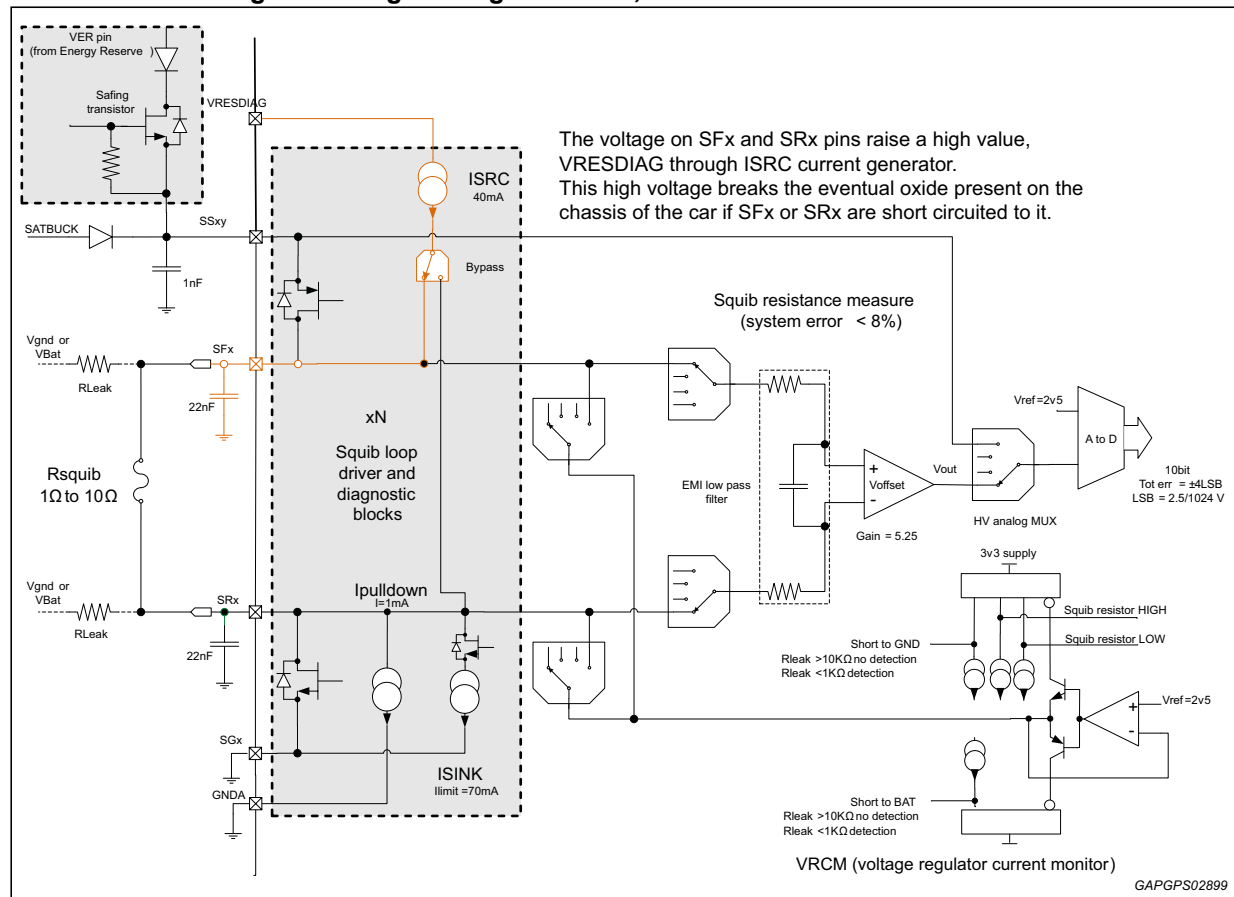 VER pin
(from Energy Reserve )
Safing
transistor
VRESDIAG
SATBUCK
SSxy
1nF
ISRC
40mA
Bypass
The voltage on SFx and SRx pins raise a high value,
VRESDIAG through ISRC current generator.
This high voltage breaks the eventual oxide present on the
chassis of the car if SFx or SRx are short circuited to it.
Squib resistance measure
(system error < 8%)
Vgnd or
VBat
RLeak
SFx
22nF
xN
Squib loop
driver and
diagnostic
blocks
Rsquib
1Ω to 10Ω
EMI low pass
filter
+
Voffset
-
Vout
Gain = 5.25
HV analog MUX
Vref=2v5
A to D
10bit
Tot err = ±4LSB
LSB = 2.5/1024 V
Vgnd or
VBat
RLeak
SRx
22nF
Ipulldown
I=1mA
SGx
GNDA
ISINK
Ilimit =70mA
3v3 supply
Squib resistor HIGH
Squib resistor LOW
Short to GND
Rleak >10KΩ no detection
Rleak <1KΩ detection
+
-
Vref=2v5
Short to BAT
Rleak >10KΩ no detection
Rleak <1KΩ detection
VRCM (voltage regulator current monitor)
GAPGPS02899